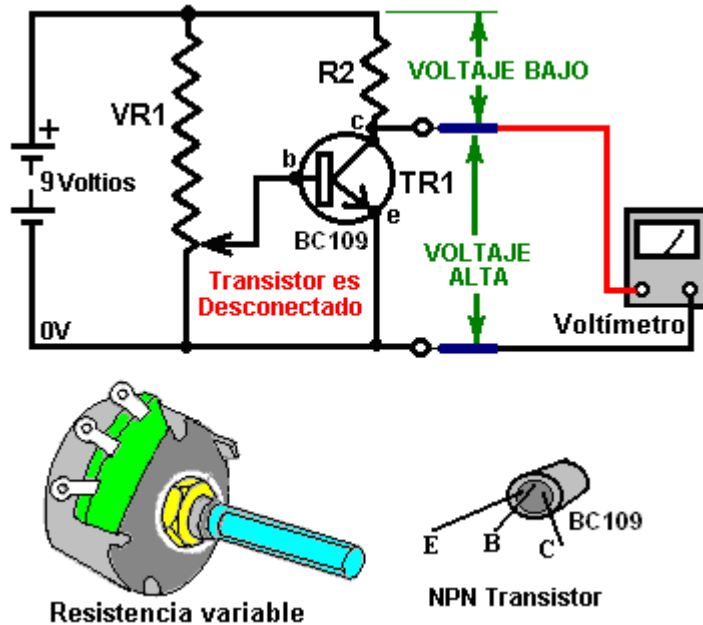 R2
VOLTAJE BAJO
VR1
c
+
b
9 Voltios
TR1
e
BC109
VOLTAJE
ALTA
Transistor es
Desconectado
0V
Voltímetro
E
B
C
BC109
NPN Transistor
Resistencia variable